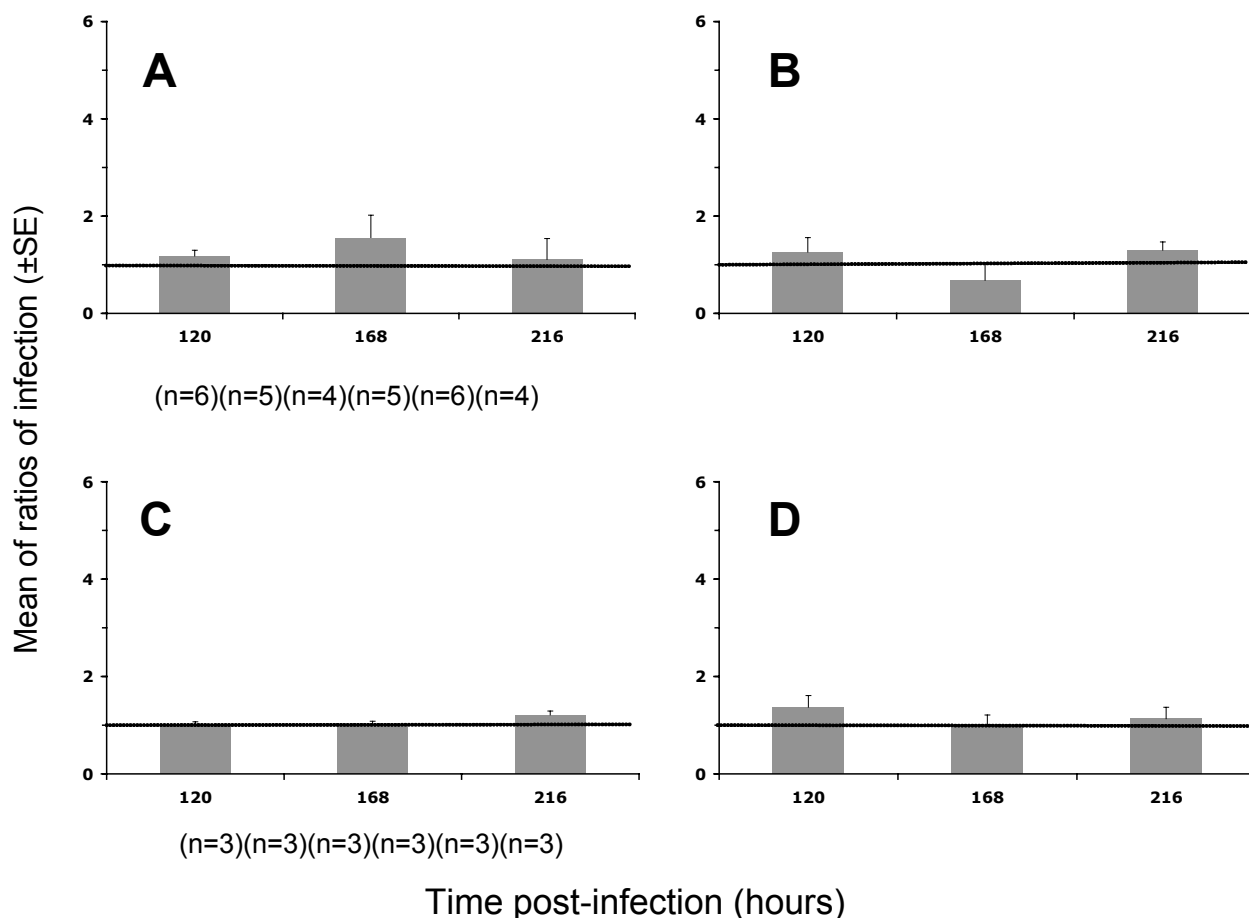 Mean of ratios of infection (±SE)
A
6
4
2
0
120 168 216
(n=6)(n=5)(n=4)(n=5)(n=6)(n=4)
B
6
4
2
0
120 168 216
C
6
4
2
0
120 168 216
(n=3)(n=3)(n=3)(n=3)(n=3)(n=3)
D
6
4
2
0
120 168 216
Time post-infection (hours)